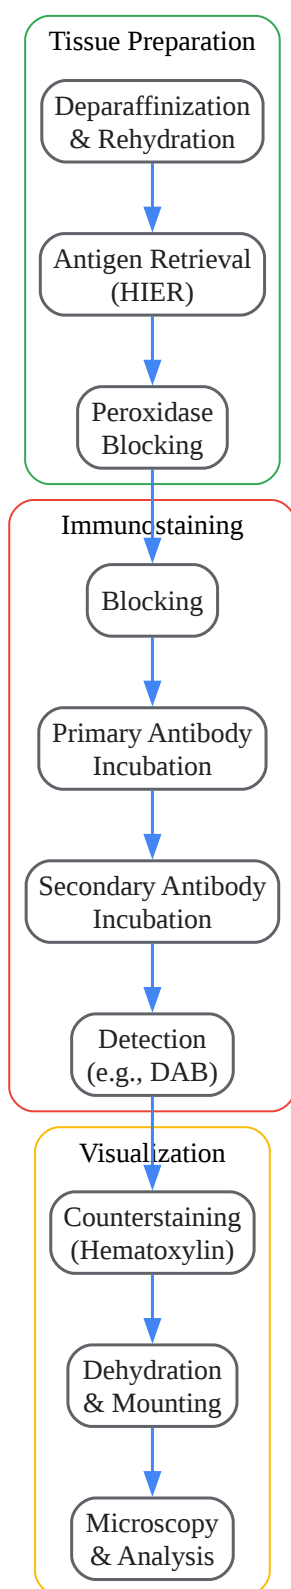 Tissue Preparation
Deparaffinization
& Rehydration
Antigen Retrieval
(HIER)
Peroxidase
Blocking
Immunostaining
Blocking
Primary Antibody
Incubation
Secondary Antibody
Incubation
Detection
(e.g., DAB)
Visualization
Counterstaining
(Hematoxylin)
Dehydration
& Mounting
Microscopy
& Analysis